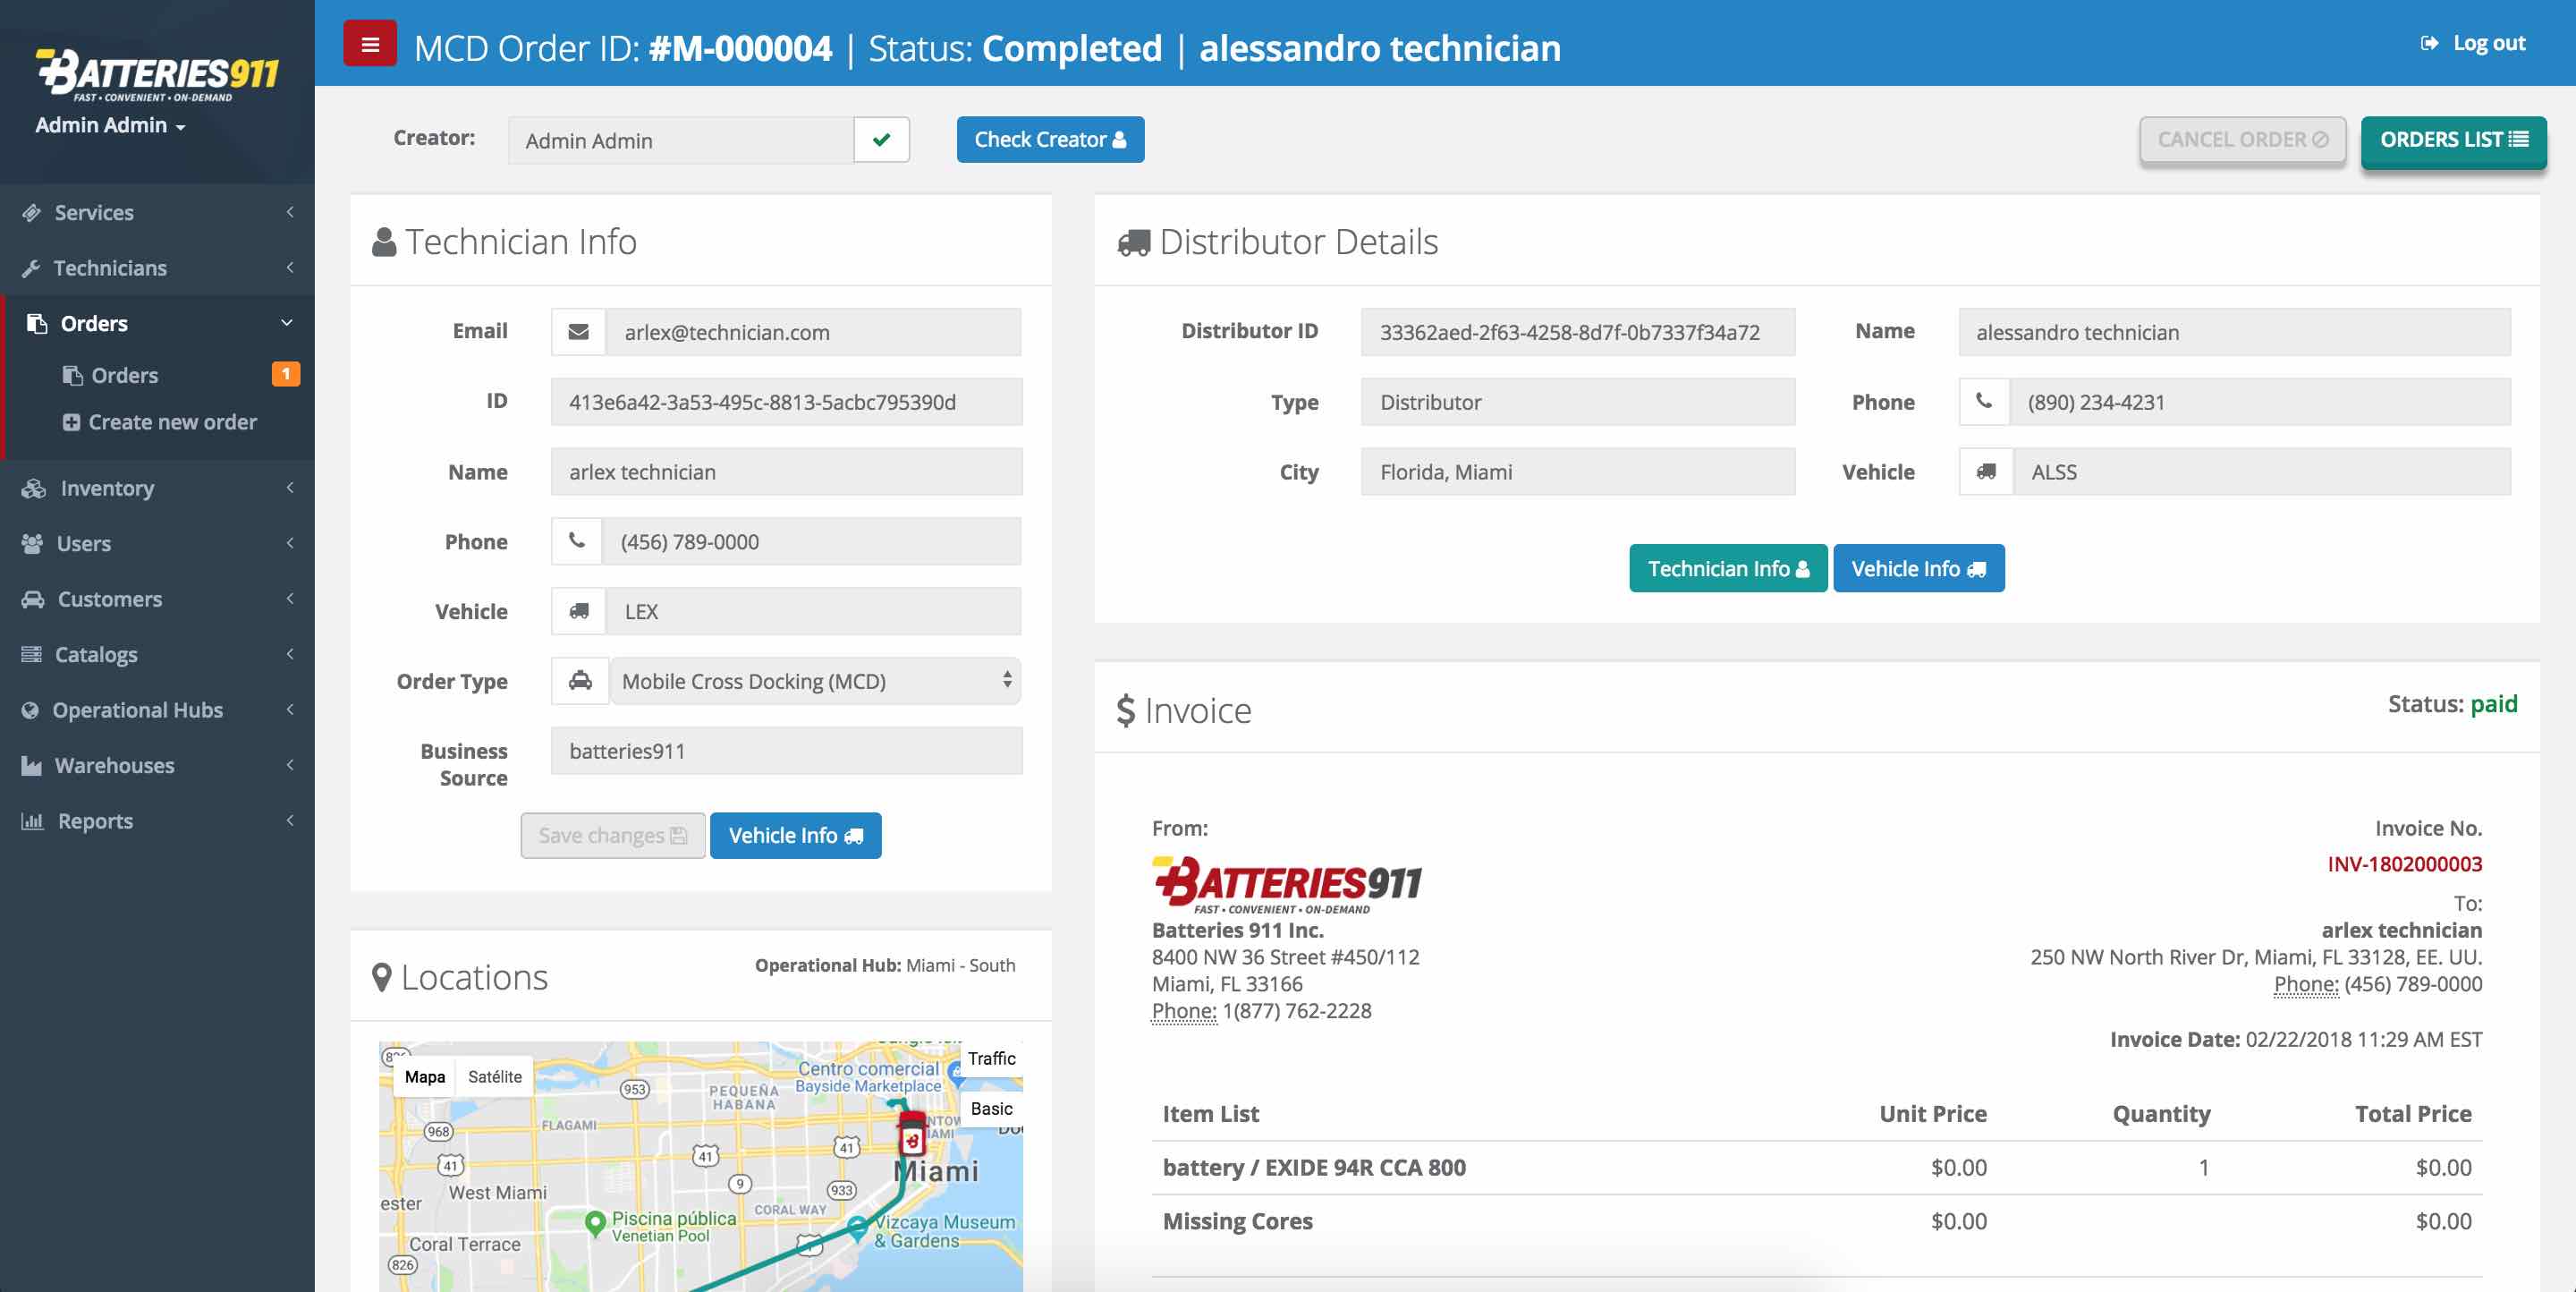 BATTERIES911
FAST • CONVENIENT • ON-DEMAND
Admin Admin
Services
Technicians
Orders
Orders 1
Create new order
Inventory
Users
Customers
Catalogs
Operational Hubs
Warehouses
Reports
MCD Order ID: #M-000004 | Status: Completed | alessandro technician
Log out
Creator: Admin Admin
Check Creator
CANCEL ORDER
ORDERS LIST
Technician Info
Email arlex@technician.com
ID 413e6a42-3a53-495c-8813-5acbc795390d
Name arlex technician
Phone (456) 789-0000
Vehicle LEX
Order Type Mobile Cross Docking (MCD)
Business batteries911
Source
Save changes
Vehicle Info
Locations
Operational Hub: Miami - South
Mapa
Satélite
Traffic
Basic
Centro comercial
Bayside Marketplace
953
PEQUEÑA
HABANA
968
FLAGAMI
41
41
41
Miami
9
933
ester
West Miami
CORAL WAY
Piscina pública
Venetian Pool
Vizcaya Museum
& Gardens
Coral Terrace
826
Distributor Details
Distributor ID 33362aed-2f63-4258-8d7f-0b7337f34a72
Name alessandro technician
Type Distributor
Phone (890) 234-4231
City Florida, Miami
Vehicle ALSS
Technician Info
Vehicle Info
$ Invoice
Status: paid
From:
BATTERIES911
FAST • CONVENIENT • ON-DEMAND
Batteries 911 Inc.
8400 NW 36 Street #450/112
Miami, FL 33166
Phone: 1(877) 762-2228
Invoice No.
INV-1802000003
To:
arlex technician
250 NW North River Dr, Miami, FL 33128, EE. UU.
Phone: (456) 789-0000
Invoice Date: 02/22/2018 11:29 AM EST
Item List Unit Price Quantity Total Price
battery / EXIDE 94R CCA 800 $0.00 1 $0.00
Missing Cores $0.00 $0.00